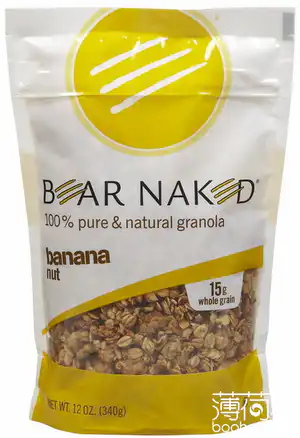 BEAR NAKED®
100% pure & natural granola
banana
nut
15g
whole grain
NET WT. 12 OZ. (340g)
薄荷